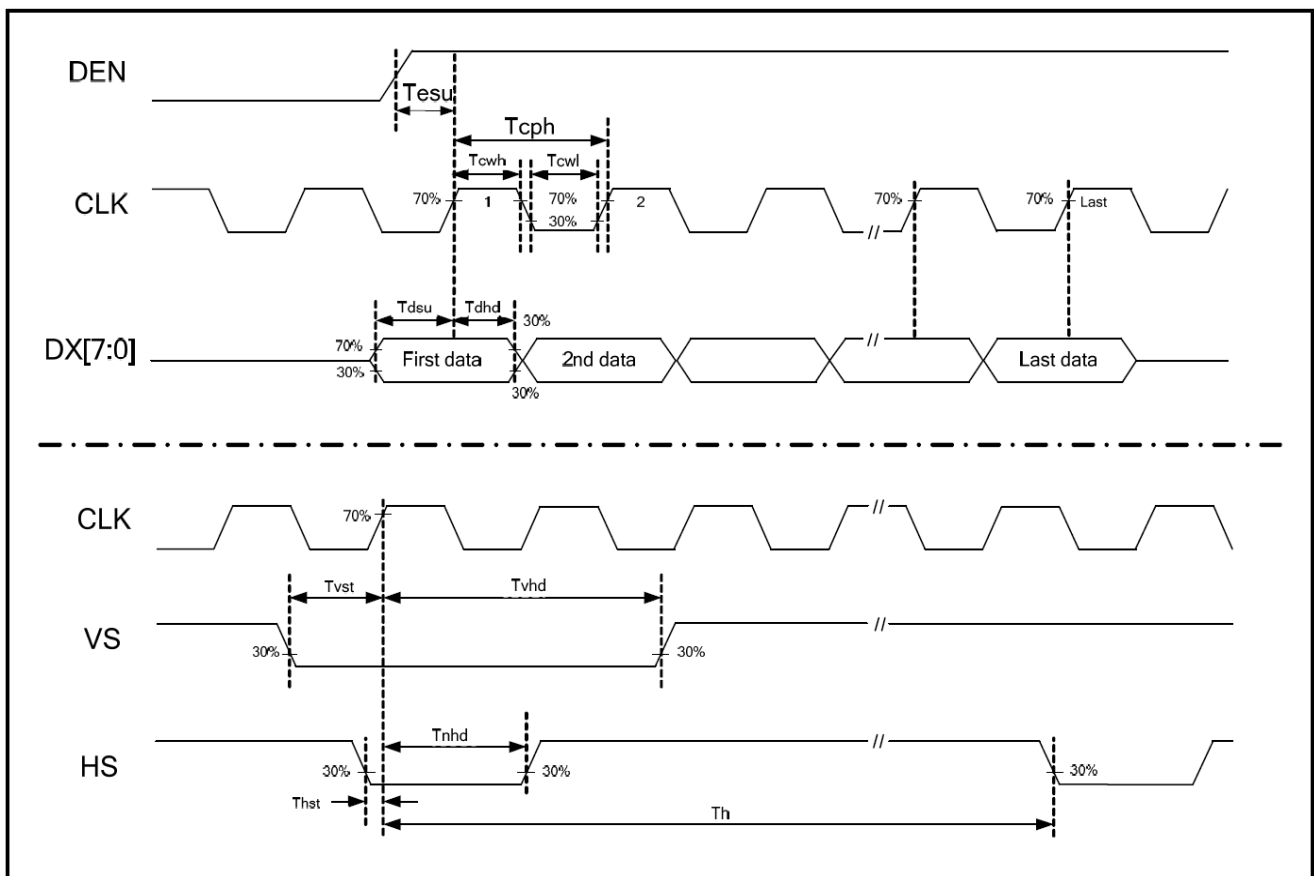 DEN
Tesu
Tcph
Tcwh Tcwl
CLK 70% 1 70% 2 70% 70% Last
30%
Tdsu Tdhd 30%
DX[7:0] 70% First data 2nd data // Last data
30% 30%
//
CLK 70% //
Tvst Tvhd
VS //
30% 30%
Tnhd
HS //
30% 30% 30%
Thst
Th